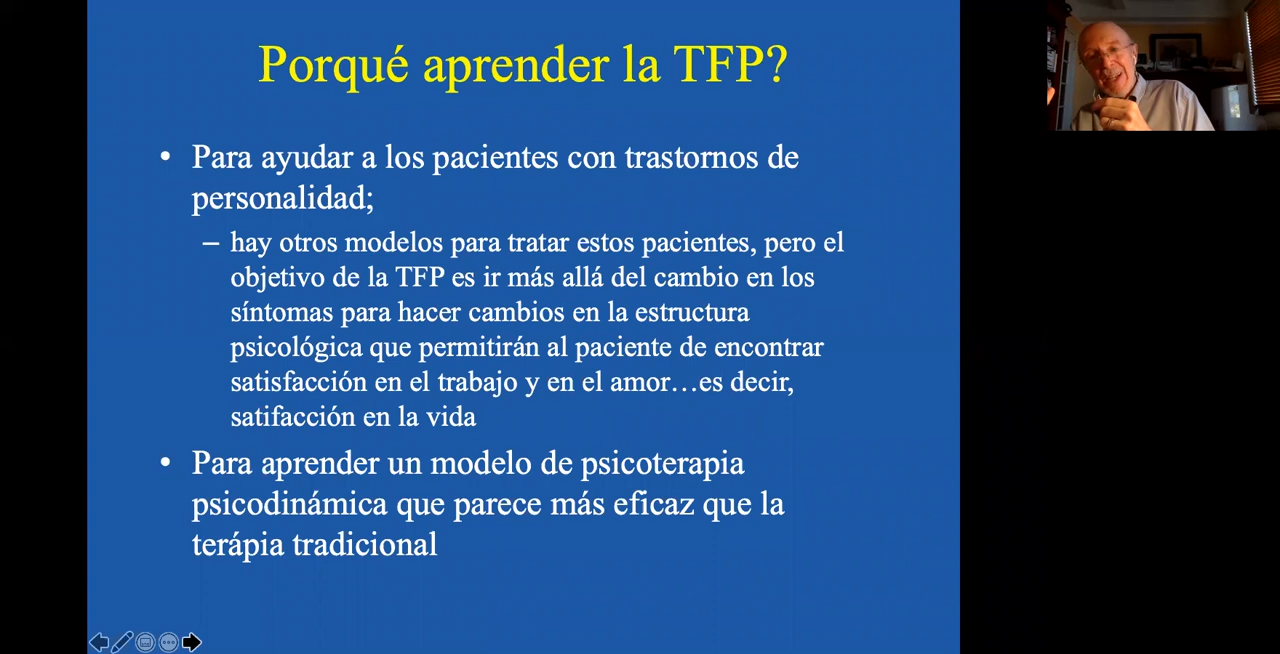 Porqué aprender la TFP?
• Para ayudar a los pacientes con trastornos de
personalidad;
– hay otros modelos para tratar estos pacientes, pero el
objetivo de la TFP es ir más allá del cambio en los
síntomas para hacer cambios en la estructura
psicológica que permitirán al paciente de encontrar
satisfacción en el trabajo y en el amor…es decir,
satifacción en la vida
• Para aprender un modelo de psicoterapia
psicodinámica que parece más eficaz que la
terápia tradicional